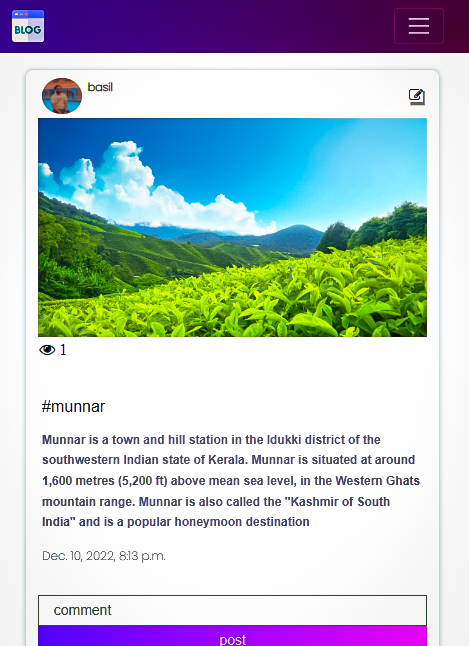 BLOG
basil
1
#munnar
Munnar is a town and hill station in the Idukki district of the
southwestern Indian state of Kerala. Munnar is situated at around
1,600 metres (5,200 ft) above mean sea level, in the Western Ghats
mountain range. Munnar is also called the "Kashmir of South
India" and is a popular honeymoon destination
Dec. 10, 2022, 8:13 p.m.
comment
post